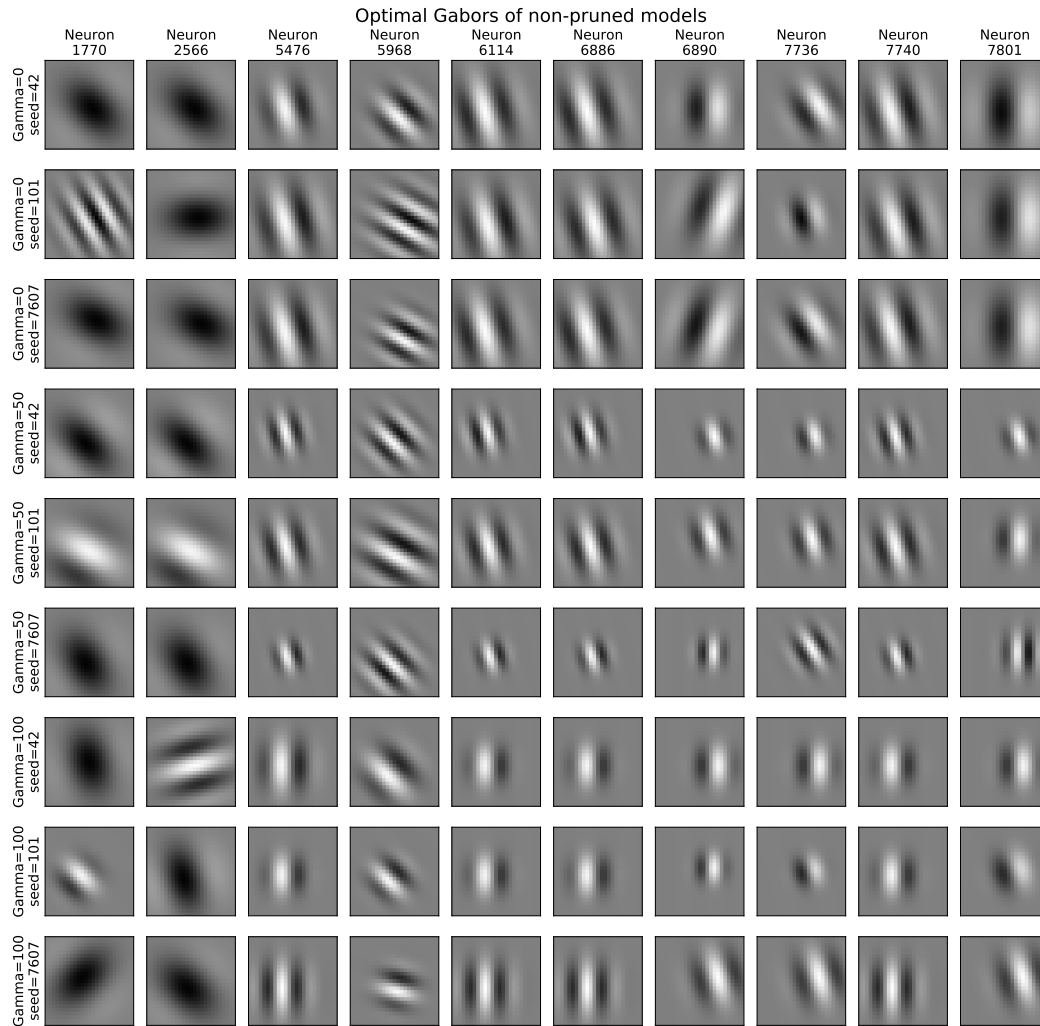 Optimal Gabors of non-pruned models
Neuron Neuron Neuron Neuron Neuron Neuron Neuron Neuron Neuron Neuron
1770 2566 5476 5968 6114 6886 6890 7736 7740 7801
Gamma=0
seed=42
Gamma=0
seed=101
Gamma=0
seed=7607
Gamma=50
seed=42
Gamma=50
seed=101
Gamma=50
seed=7607
Gamma=100
seed=42
Gamma=100
seed=101
Gamma=100
seed=7607